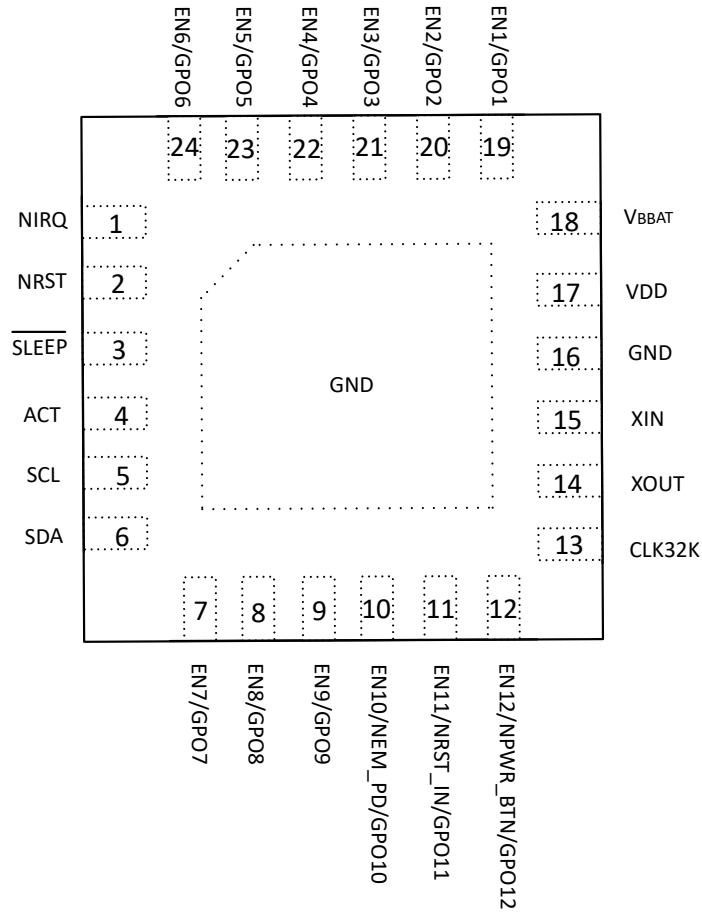 EN6/GPO6
EN5/GPO5
EN4/GPO4
EN3/GPO3
EN2/GPO2
EN1/GPO1
24
23
22
21
20
19
NIRQ
1
18
VBBAT
NRST
2
17
VDD
SLEEP
3
16
GND
GND
ACT
4
15
XIN
SCL
5
14
XOUT
SDA
6
13
CLK32K
7
8
9
10
11
12
EN7/GPO7
EN8/GPO8
EN9/GPO9
EN10/NEM_PD/GPO10
EN11/NRST_IN/GPO11
EN12/NPWR_BTN/GPO12